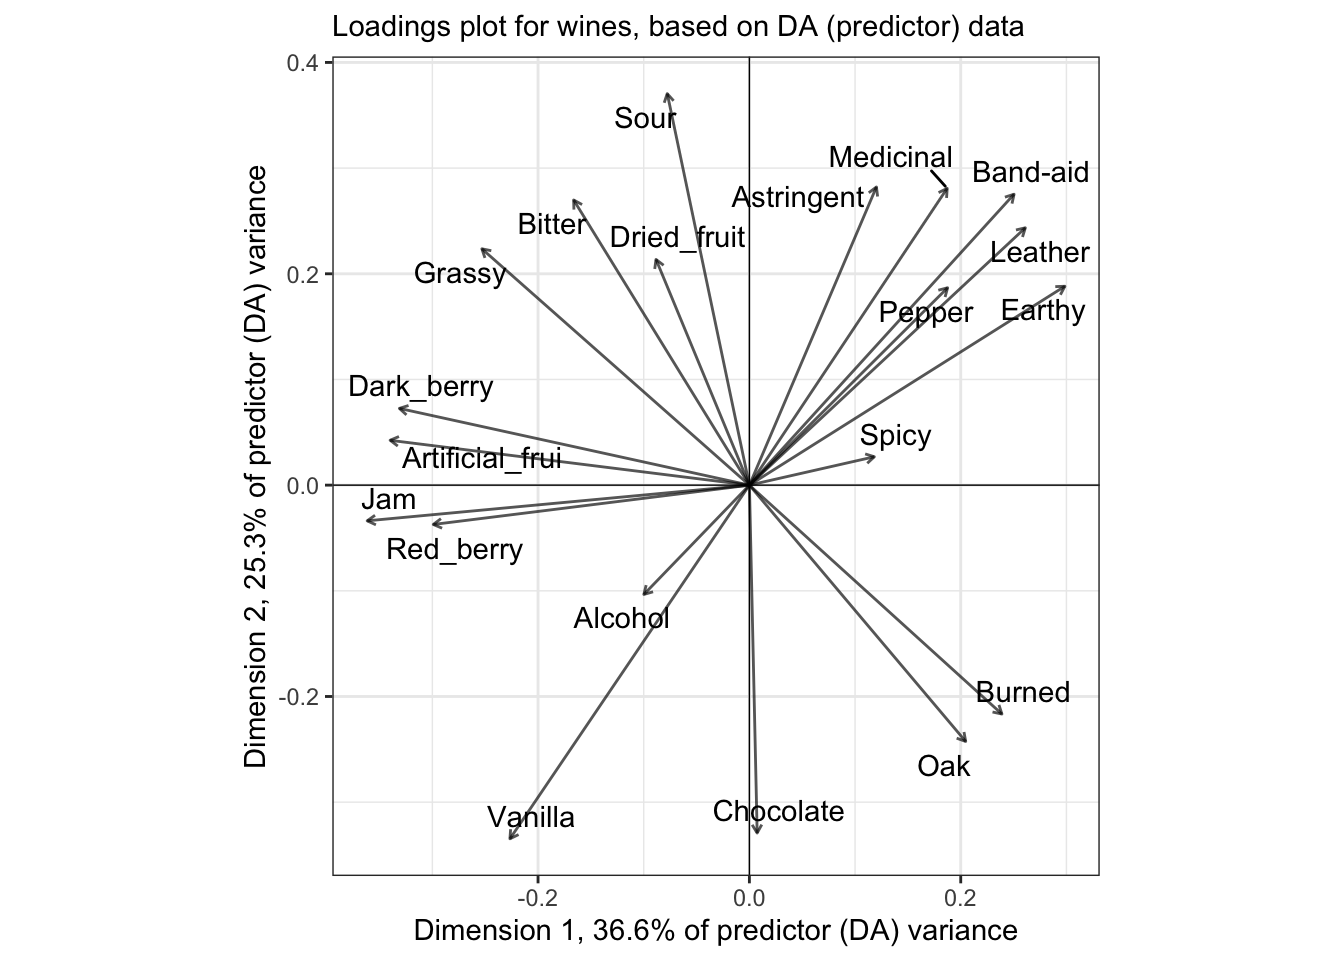 Loadings plot for wines, based on DA (predictor) data
0.4
Sour
Medicinal
Band-aid
Astringent
Bitter
Dried_fruit
Leather
Grassy
0.2
Pepper
Earthy
Dark_berry
Spicy
Artificial_frui
0.0
Jam
Red_berry
Alcohol
-0.2
Burned
Oak
Vanilla
Chocolate
Dimension 2, 25.3% of predictor (DA) variance
-0.2
0.0
0.2
Dimension 1, 36.6% of predictor (DA) variance